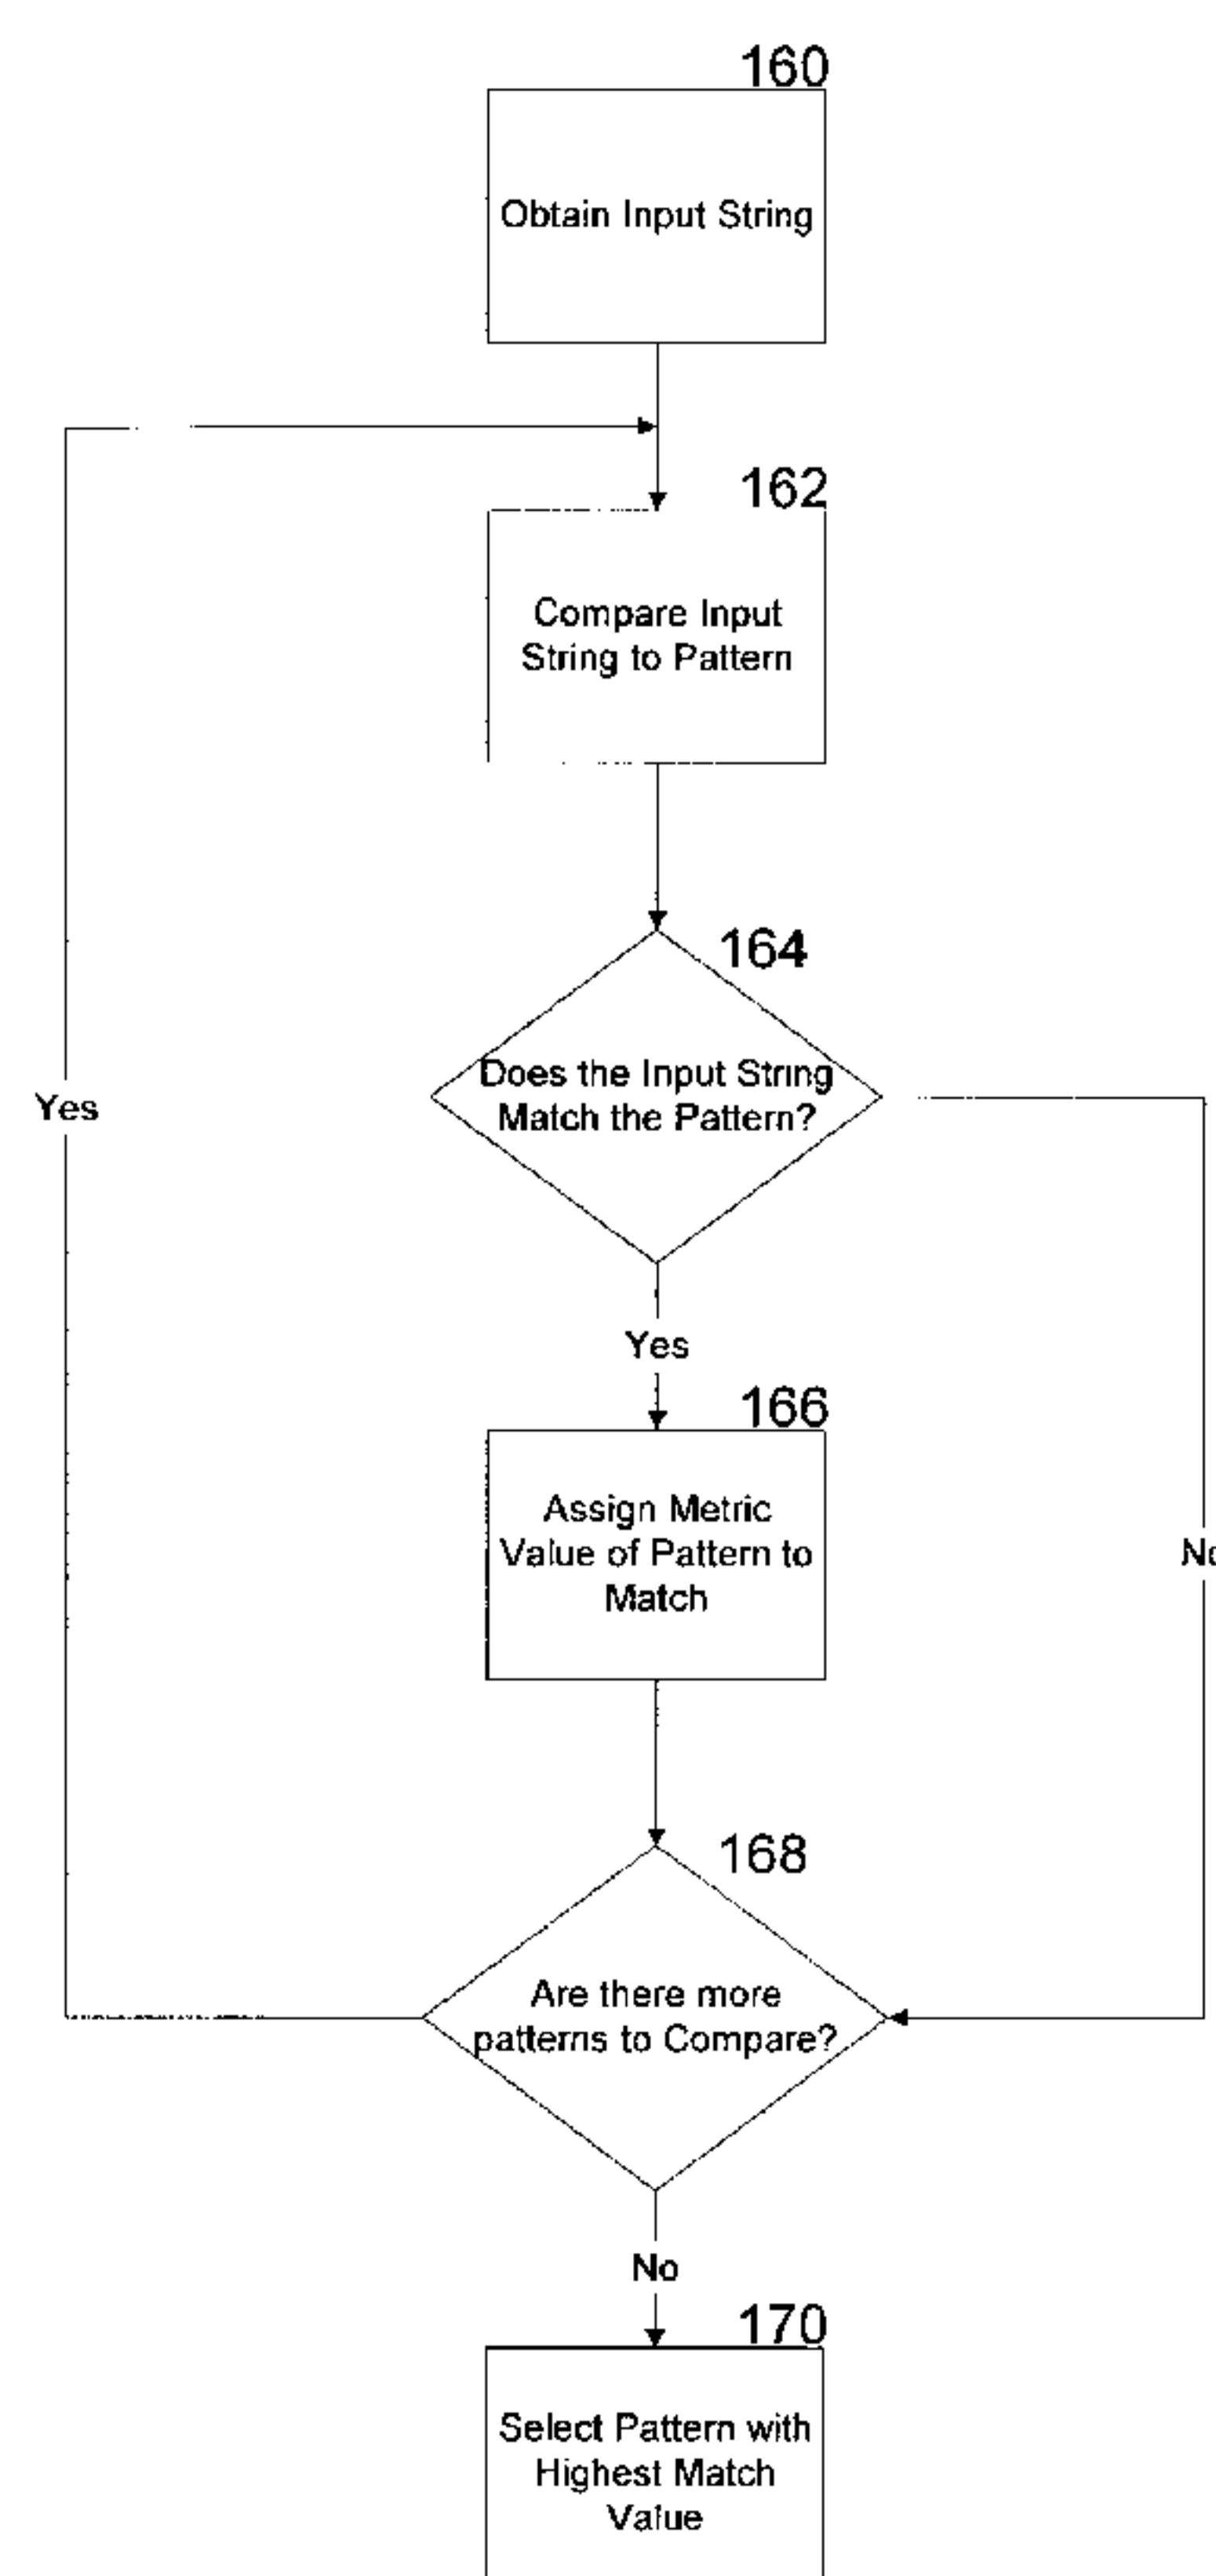 160
Obtain Input String
162
Compare Input
String to Pattern
164
Does the Input String
Match the Pattern?
Yes
Yes
166
Assign Metric
Value of Pattern to
Match
No
168
Are there more
patterns to Compare?
No
170
Select Pattern with
Highest Match
Value